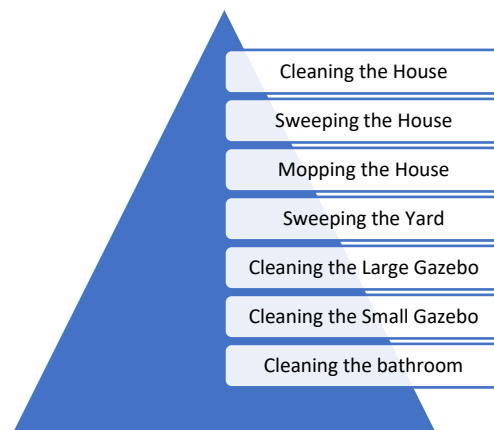 Cleaning the House
Sweeping the House
Mopping the House
Sweeping the Yard
Cleaning the Large Gazebo
Cleaning the Small Gazebo
Cleaning the bathroom